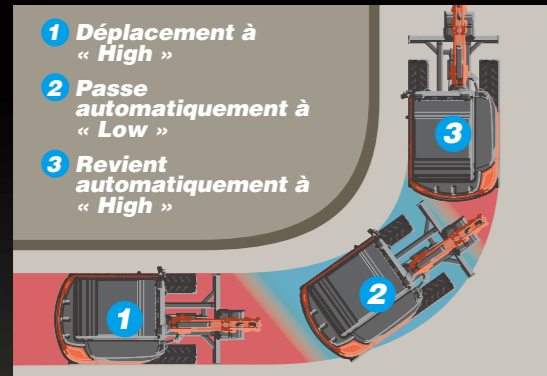 1 Déplacement à
« High »
2 Passe
automatiquement à
« Low »
3 Revient
automatiquement à
« High »
3
2
1